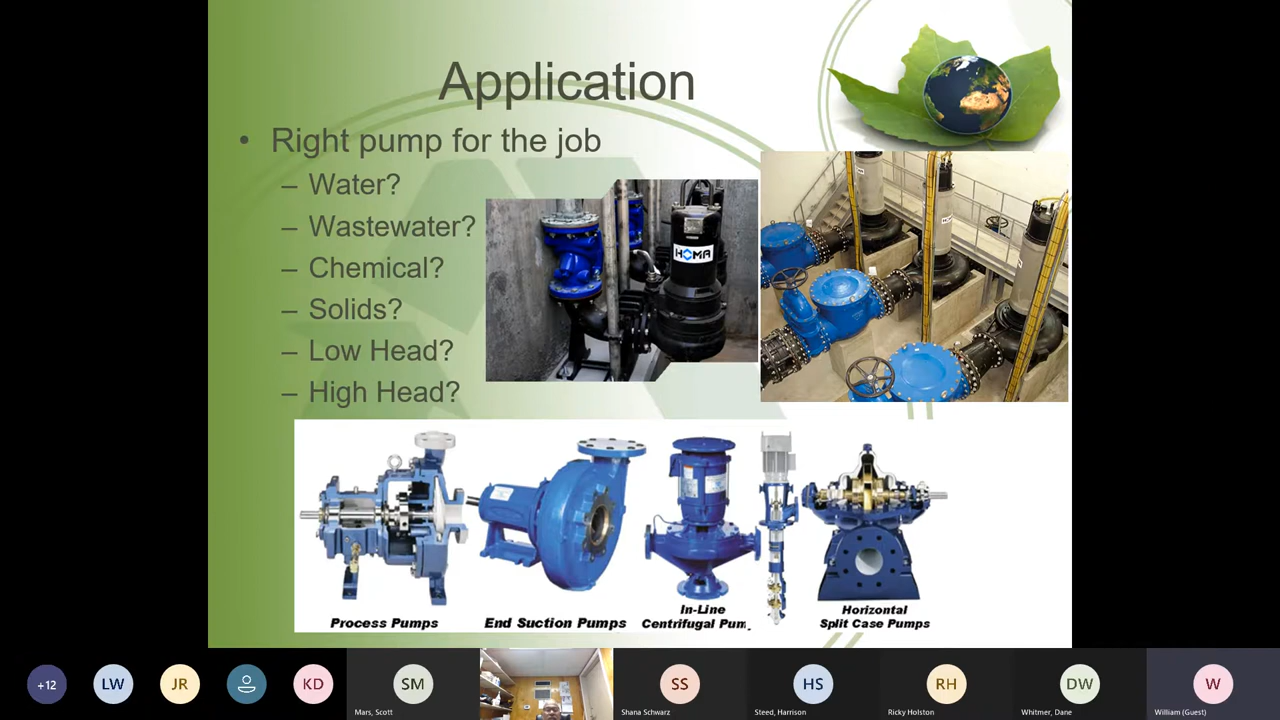 Application
• Right pump for the job
– Water?
– Wastewater?
– Chemical?
– Solids?
– Low Head?
– High Head?
HOMA
Process Pumps
End Suction Pumps
In-Line
Centrifugal Pum
Horizontal
Split Case Pumps
+12
LW
JR
KD
SM
SS
HS
RH
DW
W
Mars, Scott
Shana Schwarz
Steed, Harrison
Ricky Holston
Whitmer, Dane
William (Guest)